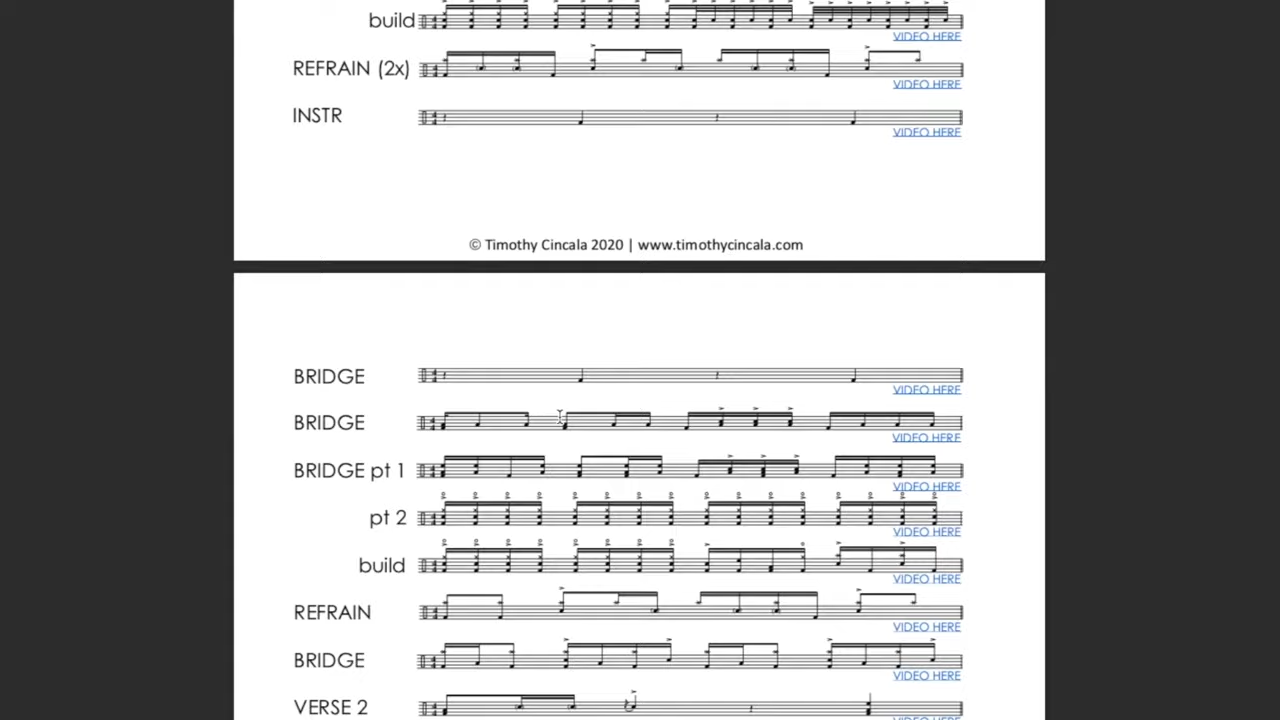 build
VIDEO HERE
REFRAIN (2x)
VIDEO HERE
INSTR
VIDEO HERE
© Timothy Cincala 2020 | www.timothycincala.com
BRIDGE
VIDEO HERE
BRIDGE
VIDEO HERE
BRIDGE pt 1
VIDEO HERE
pt 2
VIDEO HERE
build
VIDEO HERE
REFRAIN
VIDEO HERE
BRIDGE
VIDEO HERE
VERSE 2
VIDEO HERE